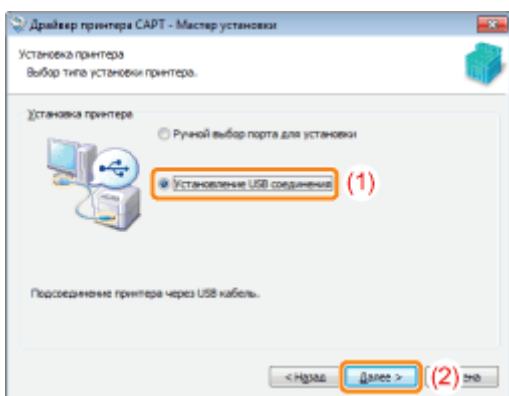 Драйвер принтера CAPT - Мастер установки
Установка принтера
Выбор типа установки принтера.
Установка принтера
Ручной выбор порта для установки
Установление USB соединения
(1)
Подсоединение принтера через USB кабель.
< Назад
Далее >
(2)